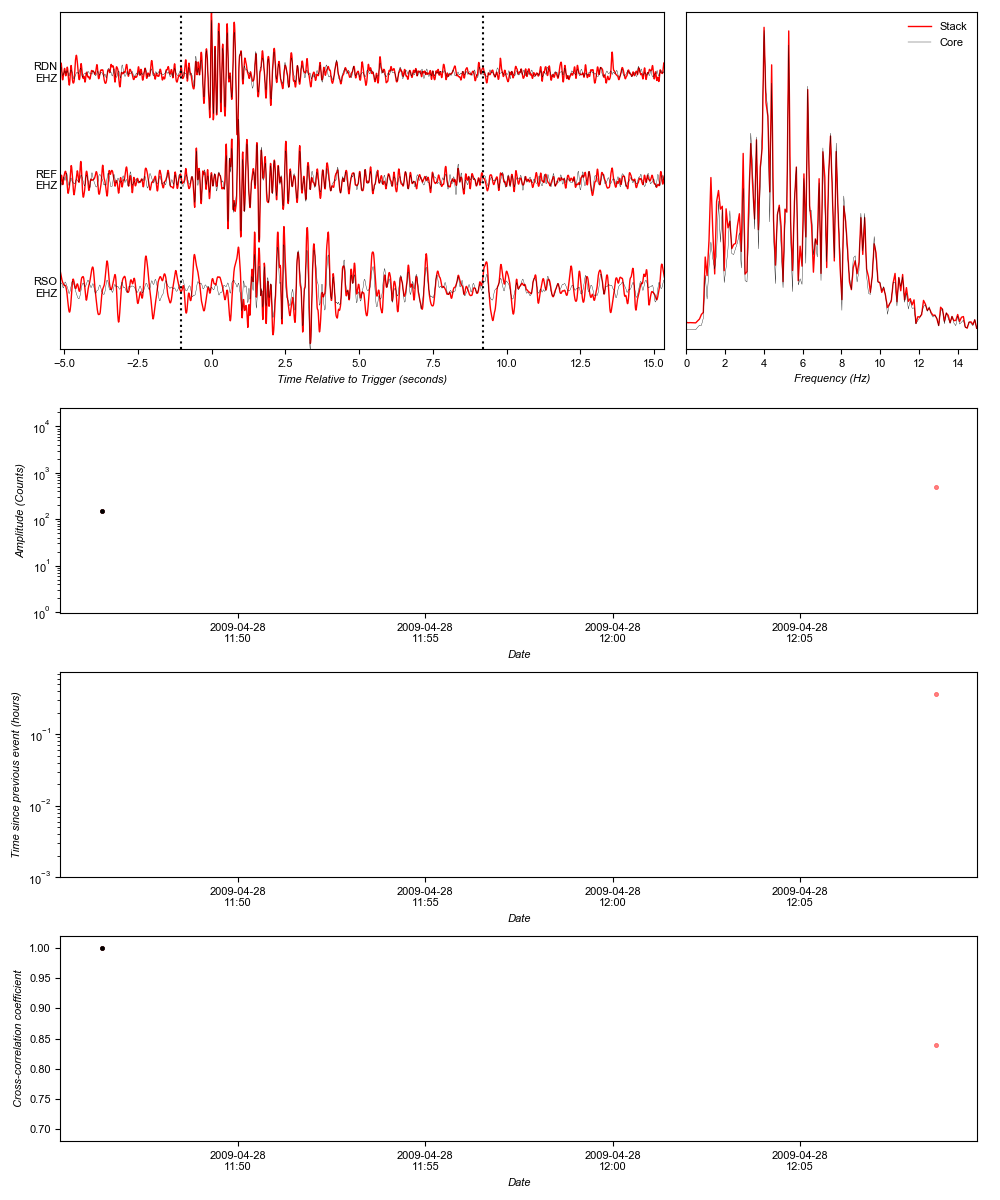 RDN
EHZ
REF
EHZ
RSO
EHZ
−5.0 −2.5 0.0 2.5 5.0 7.5 10.0 12.5 15.0
Time Relative to Trigger (seconds)
Stack
Core
0 2 4 6 8 10 12 14
Frequency (Hz)
Amplitude (Counts)
10^4
10^3
10^2
10^1
10^0
2009-04-28
11:50
2009-04-28
11:55
2009-04-28
12:00
2009-04-28
12:05
Date
Time since previous event (hours)
10^−1
10^−2
10^−3
2009-04-28
11:50
2009-04-28
11:55
2009-04-28
12:00
2009-04-28
12:05
Date
Cross-correlation coefficient
1.00
0.95
0.90
0.85
0.80
0.75
0.70
2009-04-28
11:50
2009-04-28
11:55
2009-04-28
12:00
2009-04-28
12:05
Date